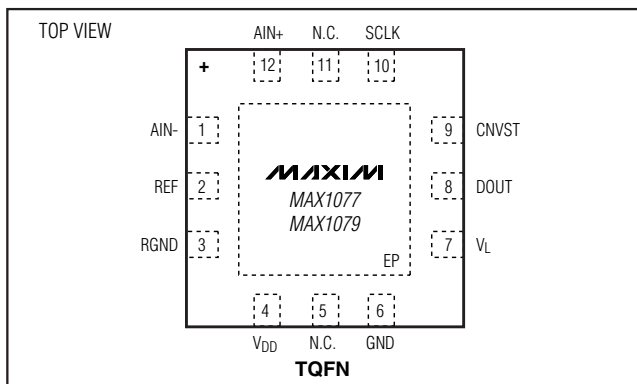 TOP VIEW
AIN+ N.C. SCLK
+ 12 11 10
AIN- 1 9 CNVST
MAXIM
REF 2 MAX1077 8 DOUT
MAX1079
RGND 3 7 VL
EP
4 5 6
VDD N.C. GND
TQFN